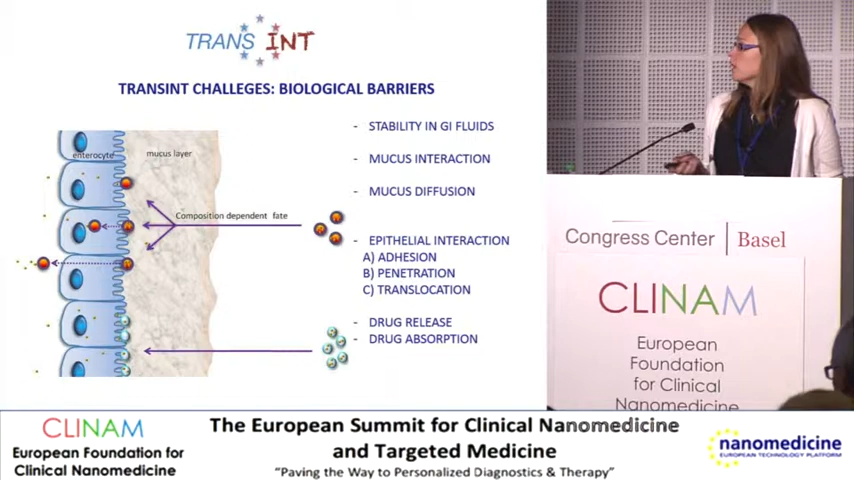 TRANS INT
TRANSINT CHALLEGES: BIOLOGICAL BARRIERS
- STABILITY IN GI FLUIDS
enterocyte
mucus layer
- MUCUS INTERACTION
- MUCUS DIFFUSION
Composition dependent fate
- EPITHELIAL INTERACTION
A) ADHESION
B) PENETRATION
C) TRANSLOCATION
- DRUG RELEASE
- DRUG ABSORPTION
Congress Center | Basel
CLINAM
European
Foundation
for Clinical
Nanomedicine
CLINAM
European Foundation for
Clinical Nanomedicine
The European Summit for Clinical Nanomedicine
and Targeted Medicine
"Paving the Way to Personalized Diagnostics & Therapy"
nanomedicine
EUROPEAN TECHNOLOGY PLATFORM